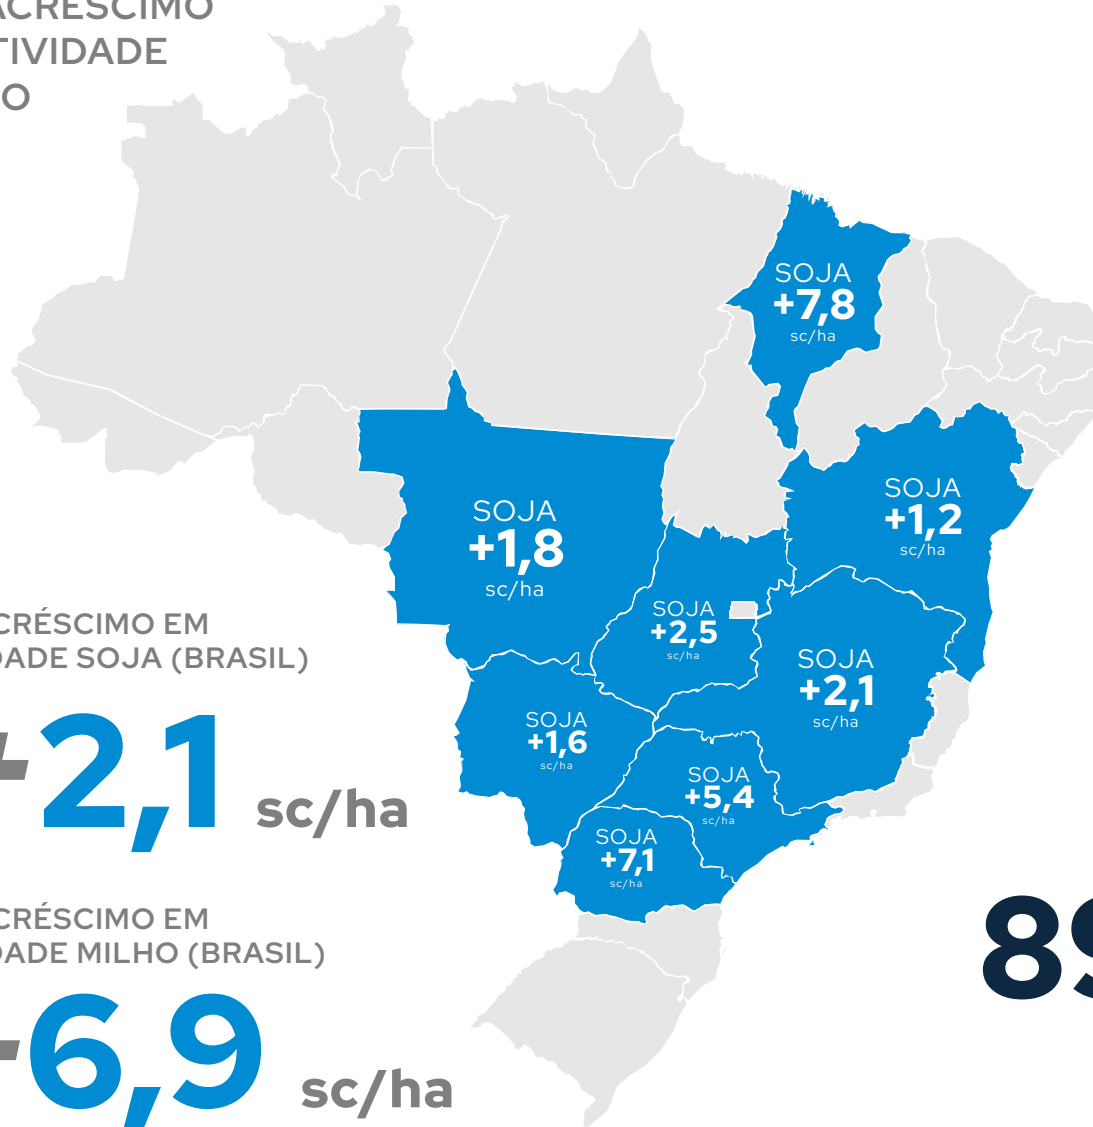 ACRÉSCIMO
TIVIDADE
O
SOJA
+7,8
sc/ha
SOJA
+1,2
sc/ha
SOJA
+1,8
sc/ha
SOJA
+2,5
sc/ha
SOJA
+2,1
sc/ha
SOJA
+1,6
sc/ha
SOJA
+5,4
sc/ha
SOJA
+7,1
sc/ha
CRÉSCIMO EM
DADE SOJA (BRASIL)
+2,1 sc/ha
CRÉSCIMO EM
DADE MILHO (BRASIL)
+6,9 sc/ha
89